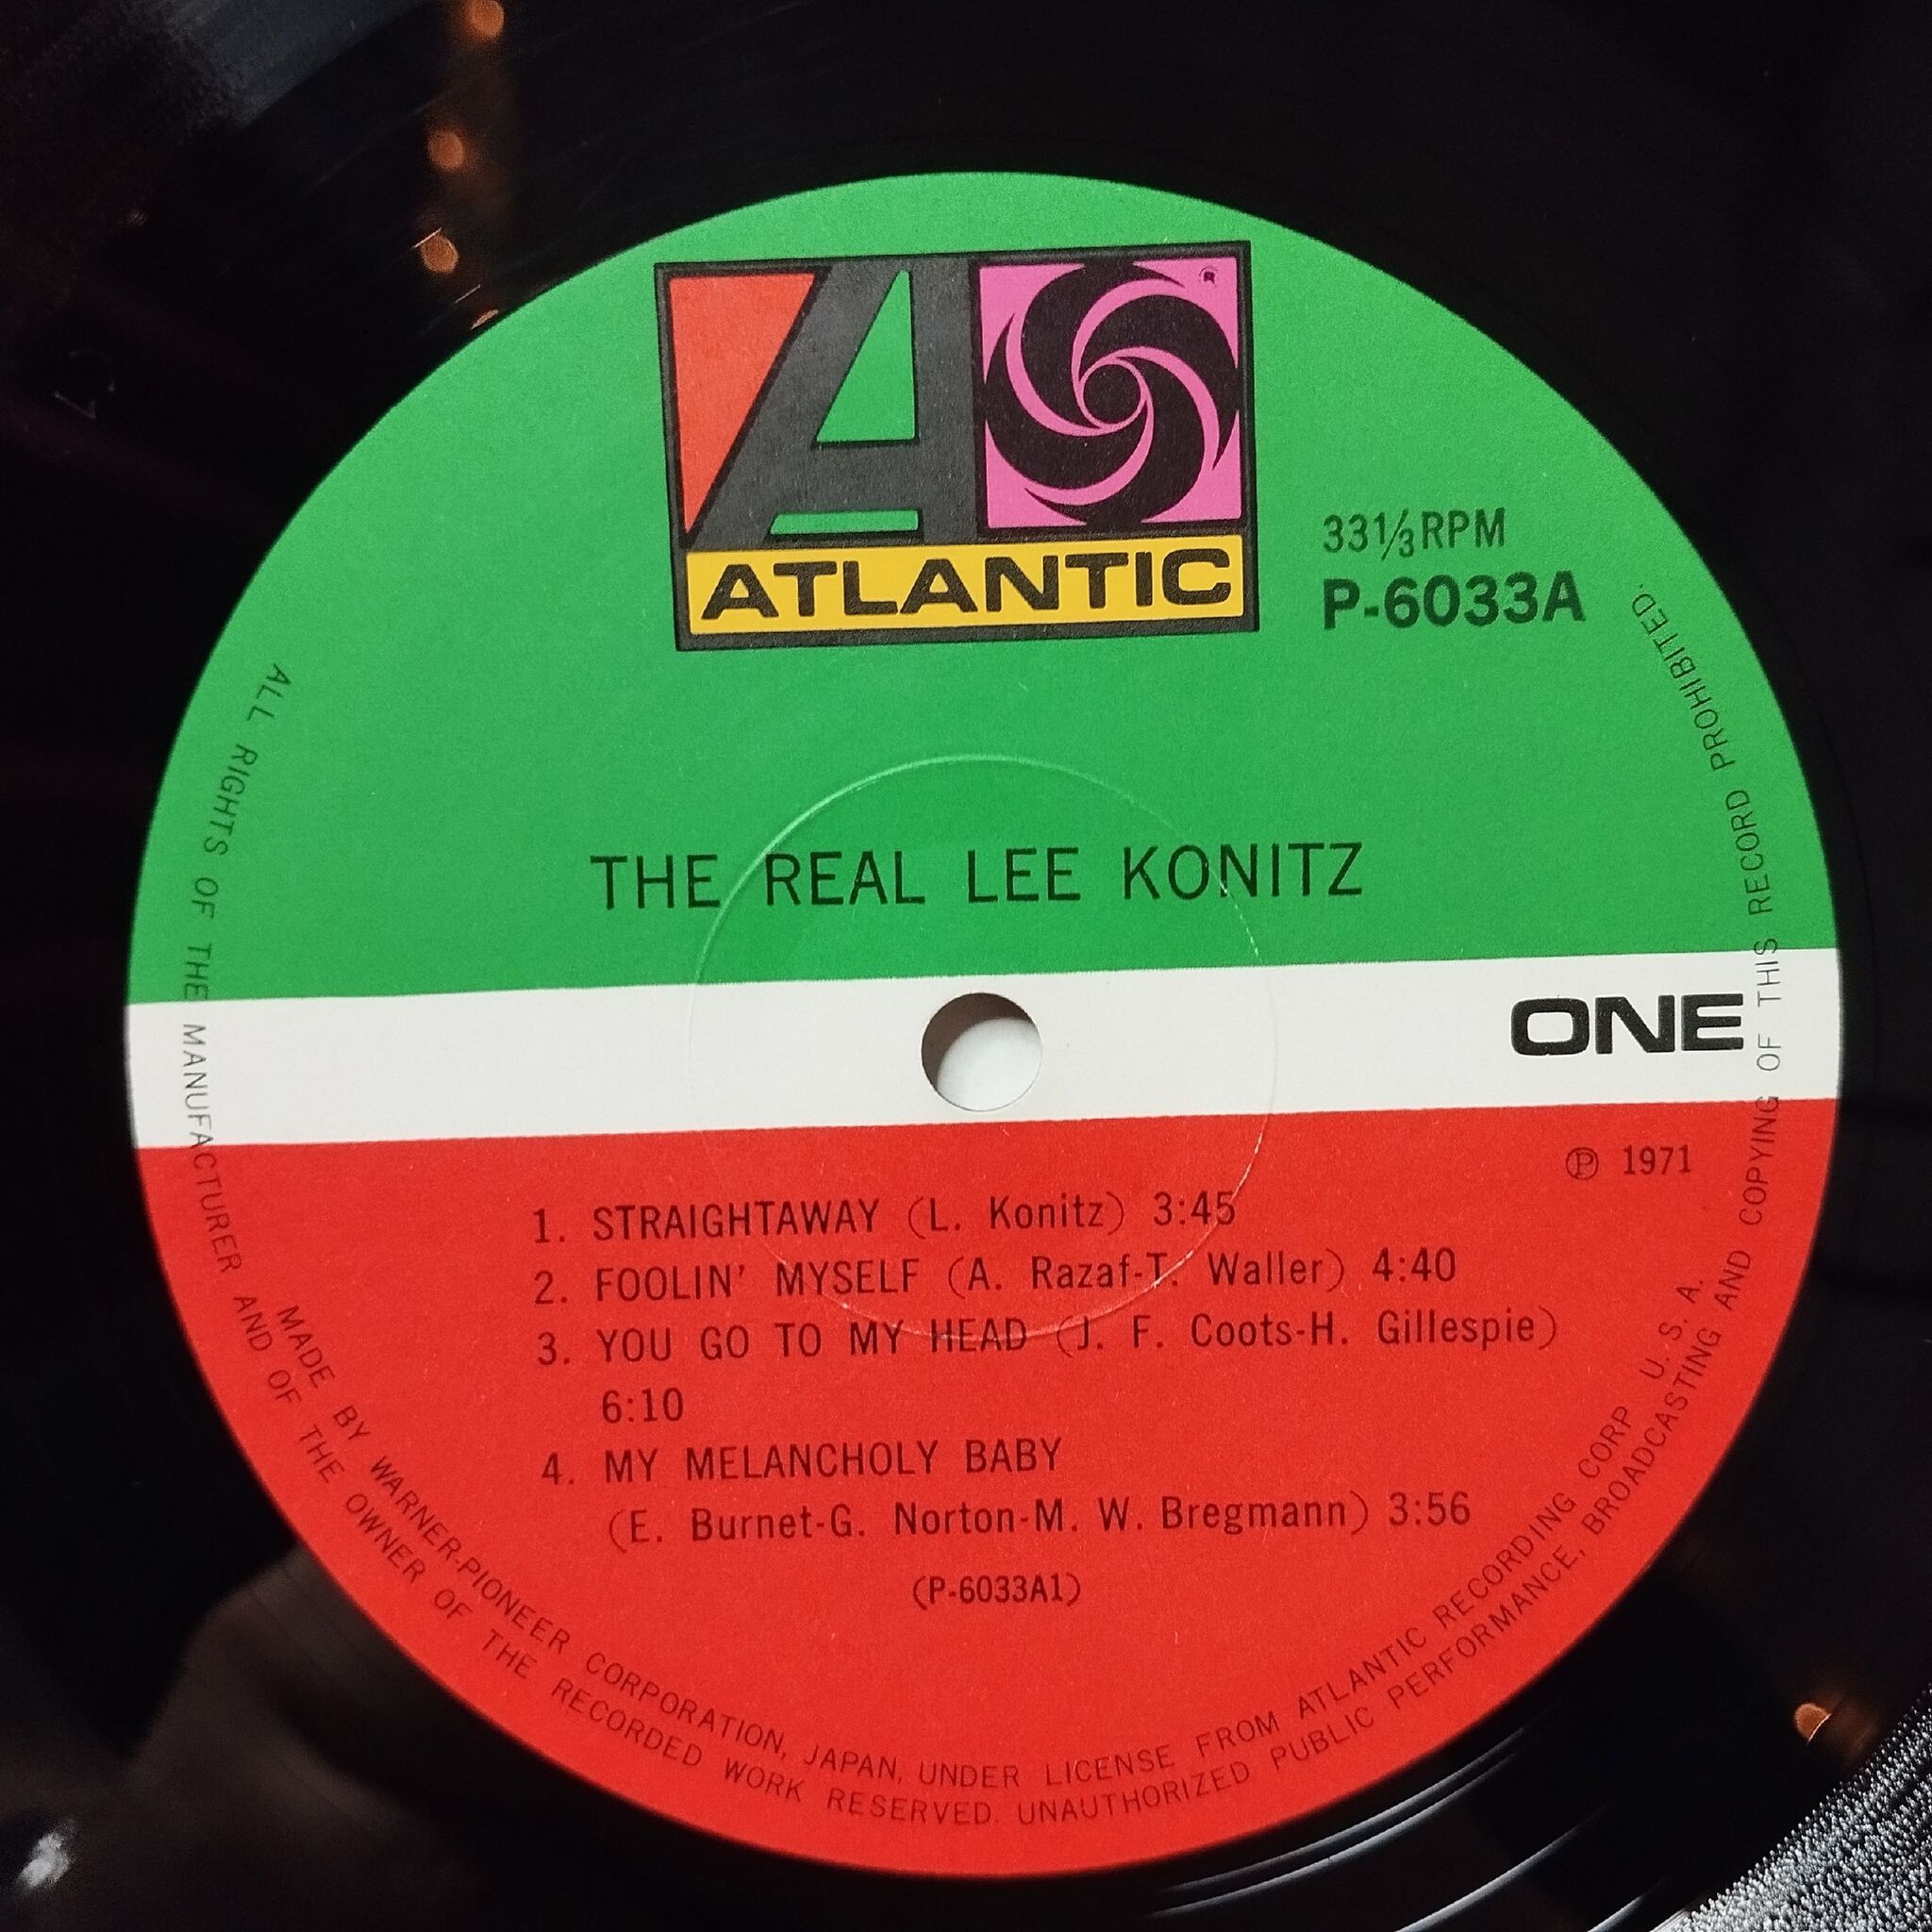 ATLANTIC
®
33⅓RPM
P-6033A
THE REAL LEE KONITZ
ONE
℗ 1971
1. STRAIGHTAWAY (L. Konitz) 3:45
2. FOOLIN' MYSELF (A. Razaf-T. Waller) 4:40
3. YOU GO TO MY HEAD (J. F. Coots-H. Gillespie)
6:10
4. MY MELANCHOLY BABY
(E. Burnet-G. Norton-M. W. Bregmann) 3:56
(P-6033A1)
MADE BY WARNER-PIONEER CORPORATION, JAPAN, UNDER LICENSE FROM ATLANTIC RECORDING CORP U. S. A.
ALL RIGHTS OF THE MANUFACTURER AND OF THE OWNER OF THE RECORDED WORK RESERVED. UNAUTHORIZED PUBLIC PERFORMANCE, BROADCASTING AND COPYING OF THIS RECORD PROHIBITED.